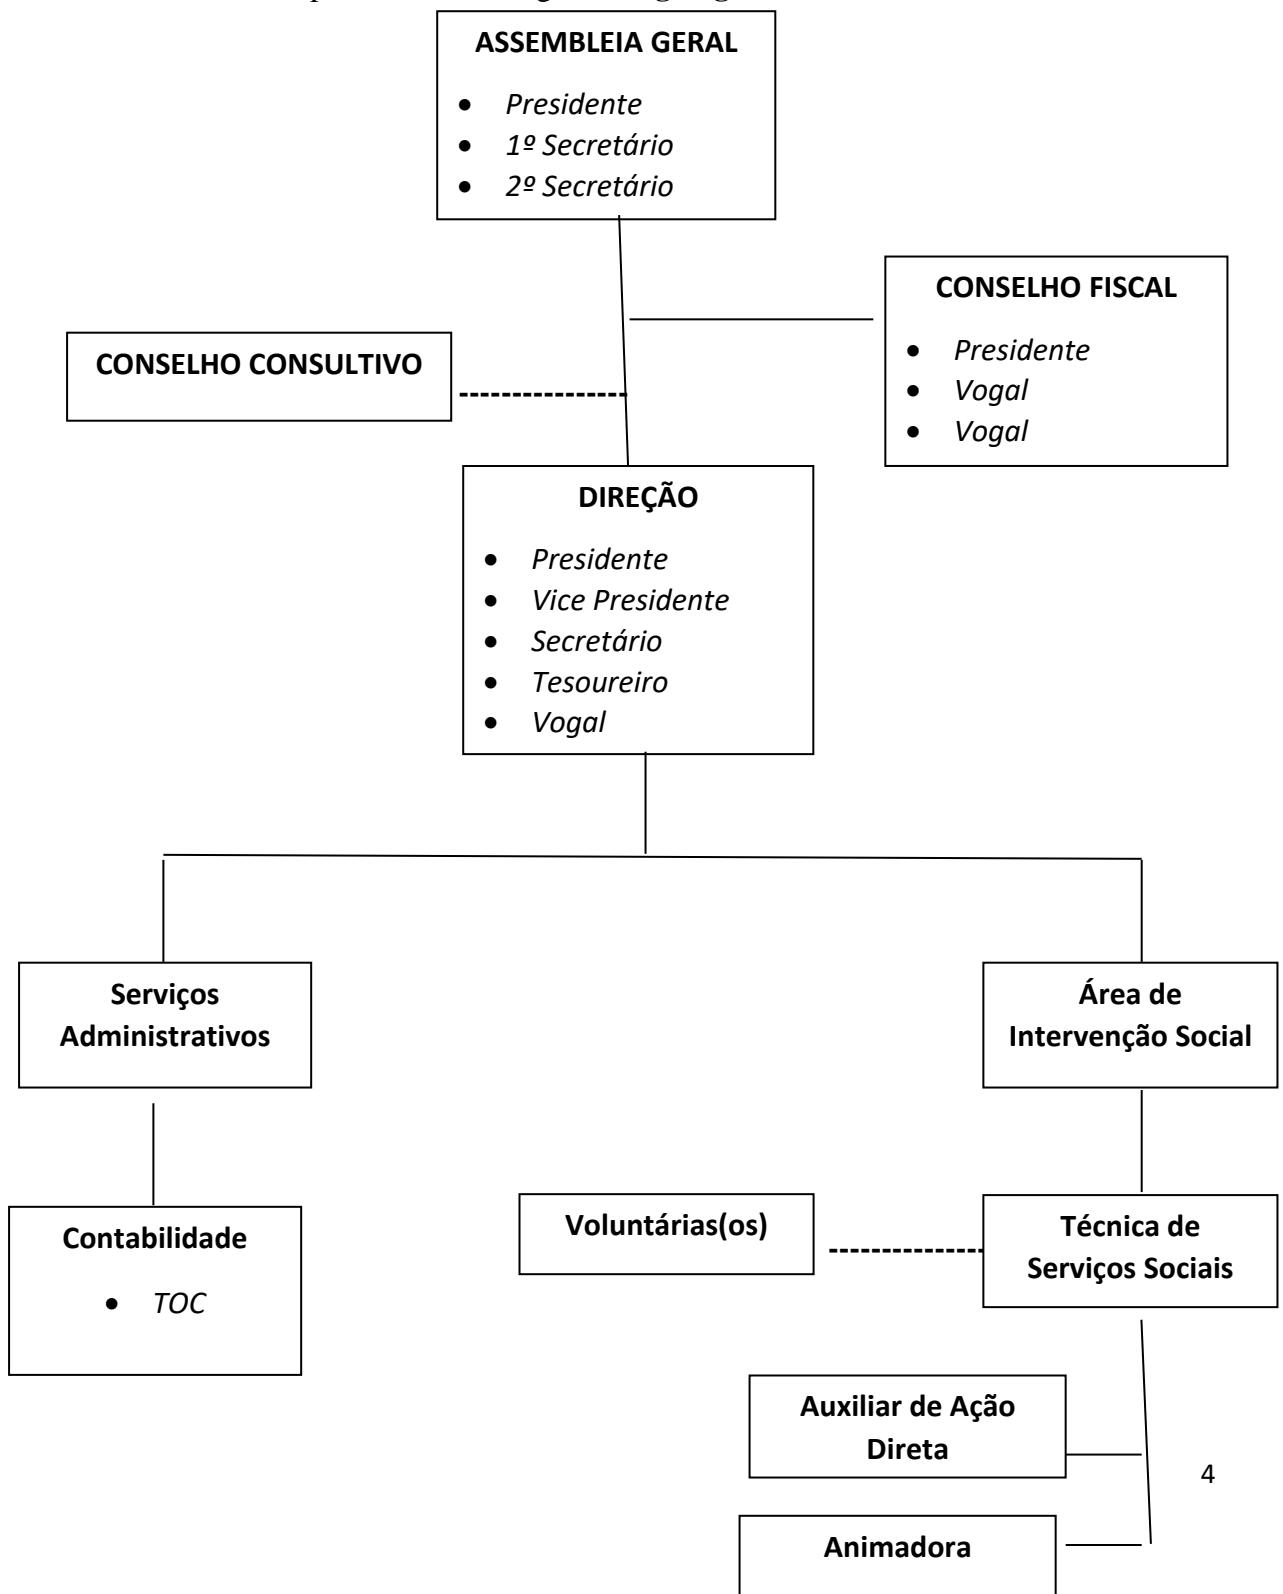 ASSEMBLEIA GERAL
• Presidente
• 1º Secretário
• 2º Secretário
CONSELHO FISCAL
• Presidente
• Vogal
• Vogal
CONSELHO CONSULTIVO
DIREÇÃO
• Presidente
• Vice Presidente
• Secretário
• Tesoureiro
• Vogal
Serviços
Administrativos
Área de
Intervenção Social
Contabilidade
• TOC
Voluntárias(os)
Técnica de
Serviços Sociais
Auxiliar de Ação
Direta
4
Animadora